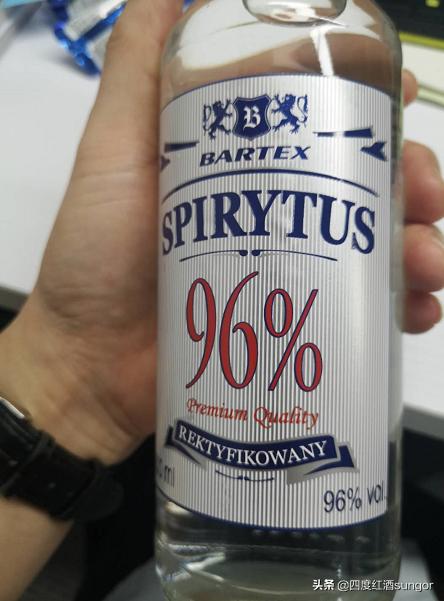 B
BARTEX
SPIRYTUS
96%
Premium Quality
REKTYFIKOWANY
ml
96% vol.
头条 @四度红酒sungor